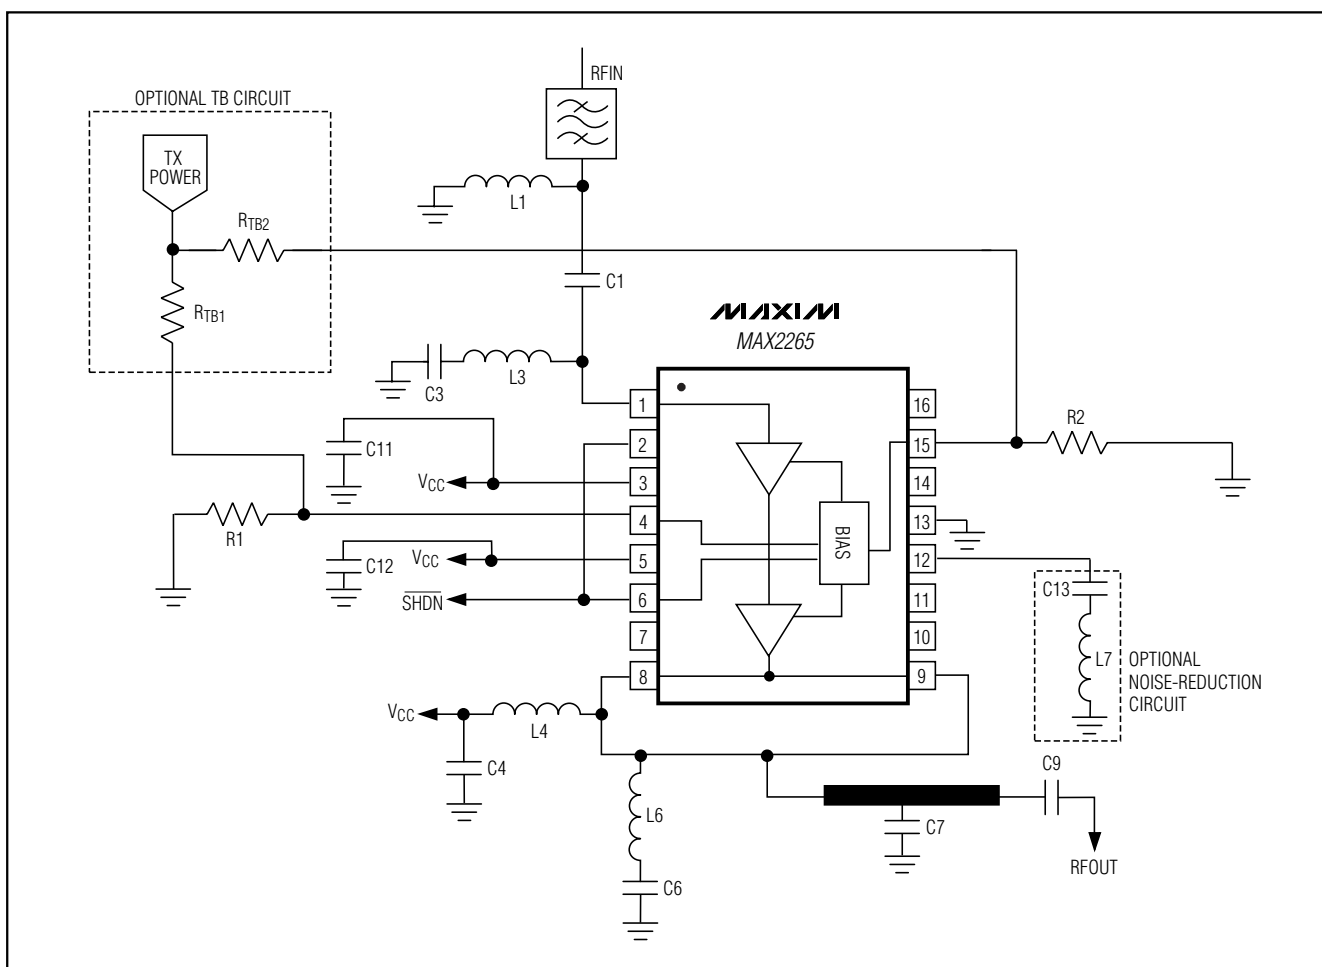 RFIN
OPTIONAL TB CIRCUIT
TX
POWER
L1
RTB2
C1
RTB1
MAXIM
MAX2265
C3
L3
1
16
C11
2
15
R2
VCC
3
14
R1
4
13
BIAS
C12
VCC
5
12
SHDN
6
11
C13
7
10
L7
OPTIONAL
NOISE-REDUCTION
CIRCUIT
8
9
VCC
L4
C4
C9
L6
C7
RFOUT
C6